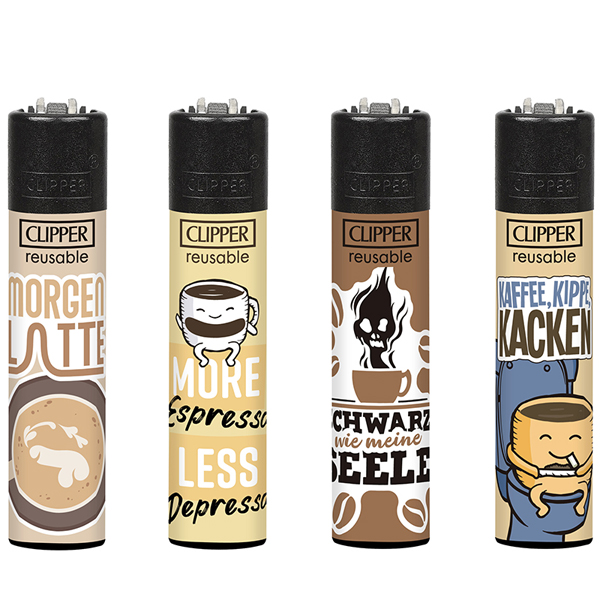 CLIPPER
CLIPPER
reusable
MORGEN
LATTE
CLIPPER
CLIPPER
reusable
MORE
Espresso
LESS
Depresso
CLIPPER
CLIPPER
reusable
SCHWARZ
wie meine
SEELE
CLIPPER
CLIPPER
reusable
KAFFEE, KIPPE,
KACKEN